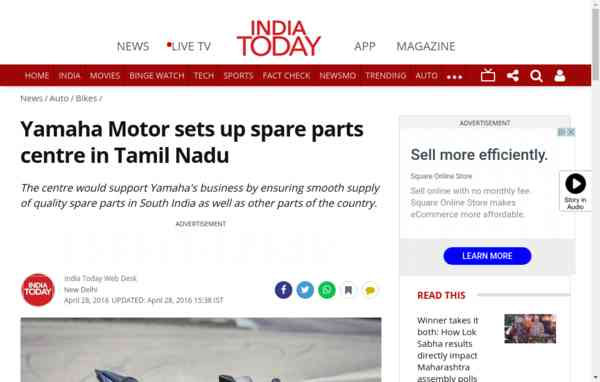 NEWS
LIVE TV
INDIA
TODAY
APP
MAGAZINE
HOME INDIA MOVIES BINGE WATCH TECH SPORTS FACT CHECK NEWSMO TRENDING AUTO
News / Auto / Bikes /
Yamaha Motor sets up spare parts
centre in Tamil Nadu
The centre would support Yamaha's business by ensuring smooth supply
of quality spare parts in South India as well as other parts of the country.
ADVERTISEMENT
INDIA
TODAY
India Today Web Desk
New Delhi
April 28, 2016 UPDATED: April 28, 2016 15:38 IST
ADVERTISEMENT
Sell more efficiently.
Square Online Store
Sell online with no monthly fee.
Square Online Store makes
eCommerce more affordable.
LEARN MORE
Story in
Audio
READ THIS
Winner takes it
both: How Lok
Sabha results
directly impact
Maharashtra
assembly polls